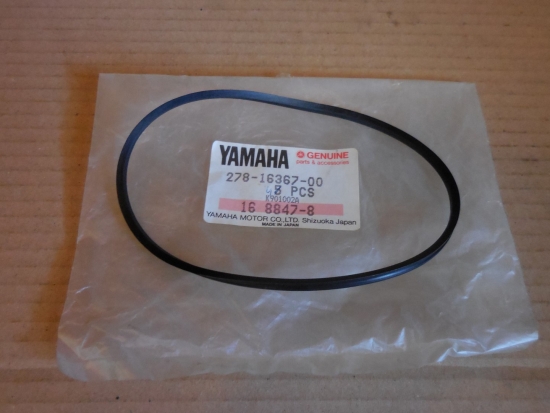 YAMAHA GENUINE
parts & accessories
278-16367-00
PCS
X901002A
16 8847-8
YAMAHA MOTOR CO.,LTD. Shizuoka Japan
MADE IN JAPAN